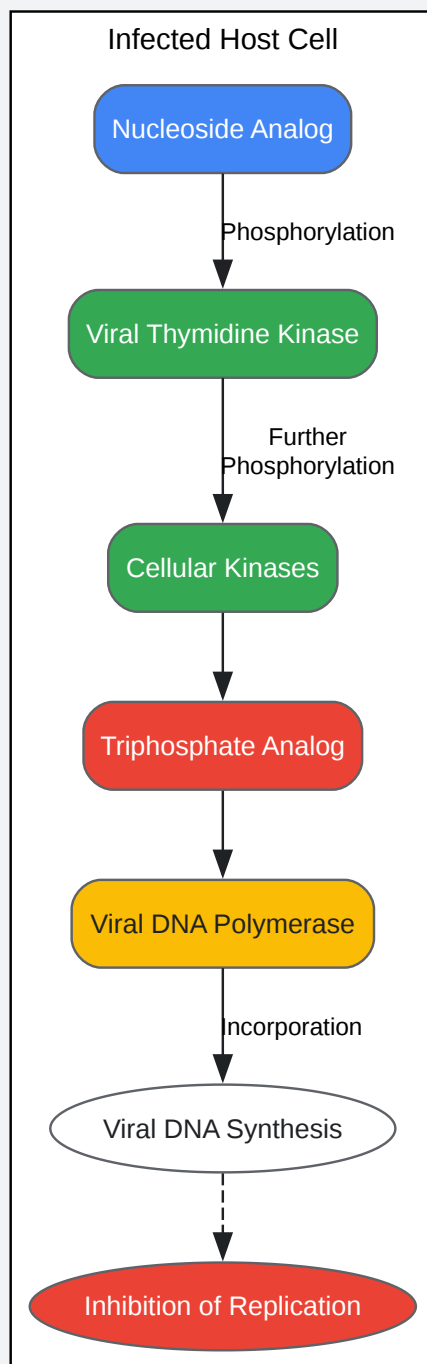 Infected Host Cell
Nucleoside Analog
Phosphorylation
Viral Thymidine Kinase
Further
Phosphorylation
Cellular Kinases
Triphosphate Analog
Viral DNA Polymerase
Incorporation
Viral DNA Synthesis
Inhibition of Replication